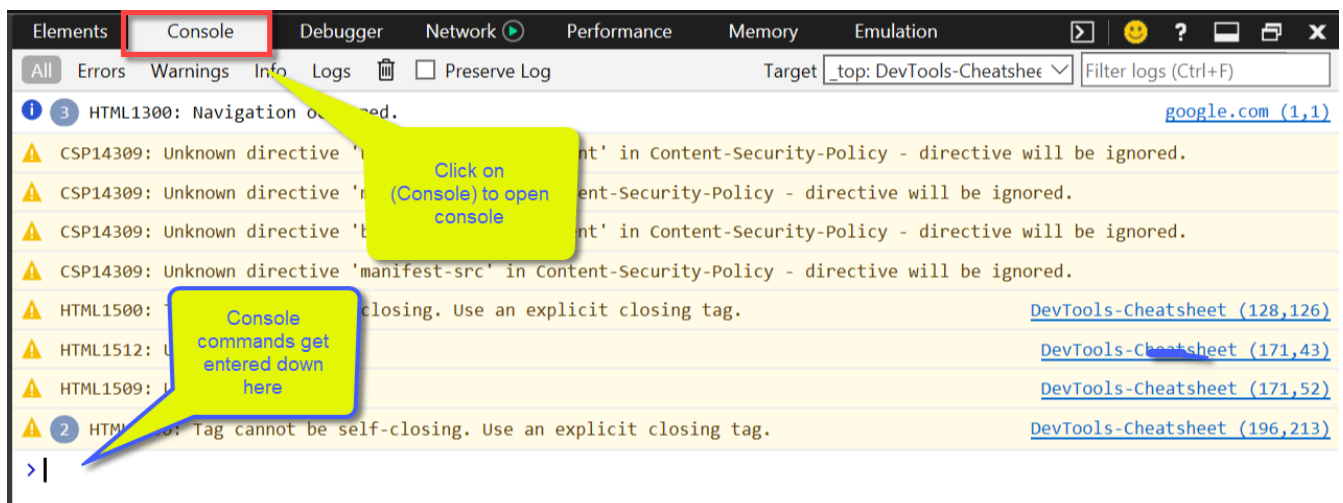 Elements Console Debugger Network Performance Memory Emulation ?
All Errors Warnings Info Logs Preserve Log Target _top: DevTools-Cheatshee Filter logs (Ctrl+F)
3 HTML1300: Navigation google.com (1,1)
CSP14309: Unknown directive in Content-Security-Policy - directive will be ignored.
Click on
(Console) to open
console
CSP14309: Unknown directive - directive will be ignored.
CSP14309: Unknown directive in Content-Security-Policy - directive will be ignored.
CSP14309: Unknown directive 'manifest-src' in Content-Security-Policy - directive will be ignored.
HTML1500: closing. Use an explicit closing tag. DevTools-Cheatsheet (128,126)
Console
commands get
entered down
here
HTML1512: DevTools-Cheatsheet (171,43)
HTML1509: DevTools-Cheatsheet (171,52)
2 Tag cannot be self-closing. Use an explicit closing tag. DevTools-Cheatsheet (196,213)
>